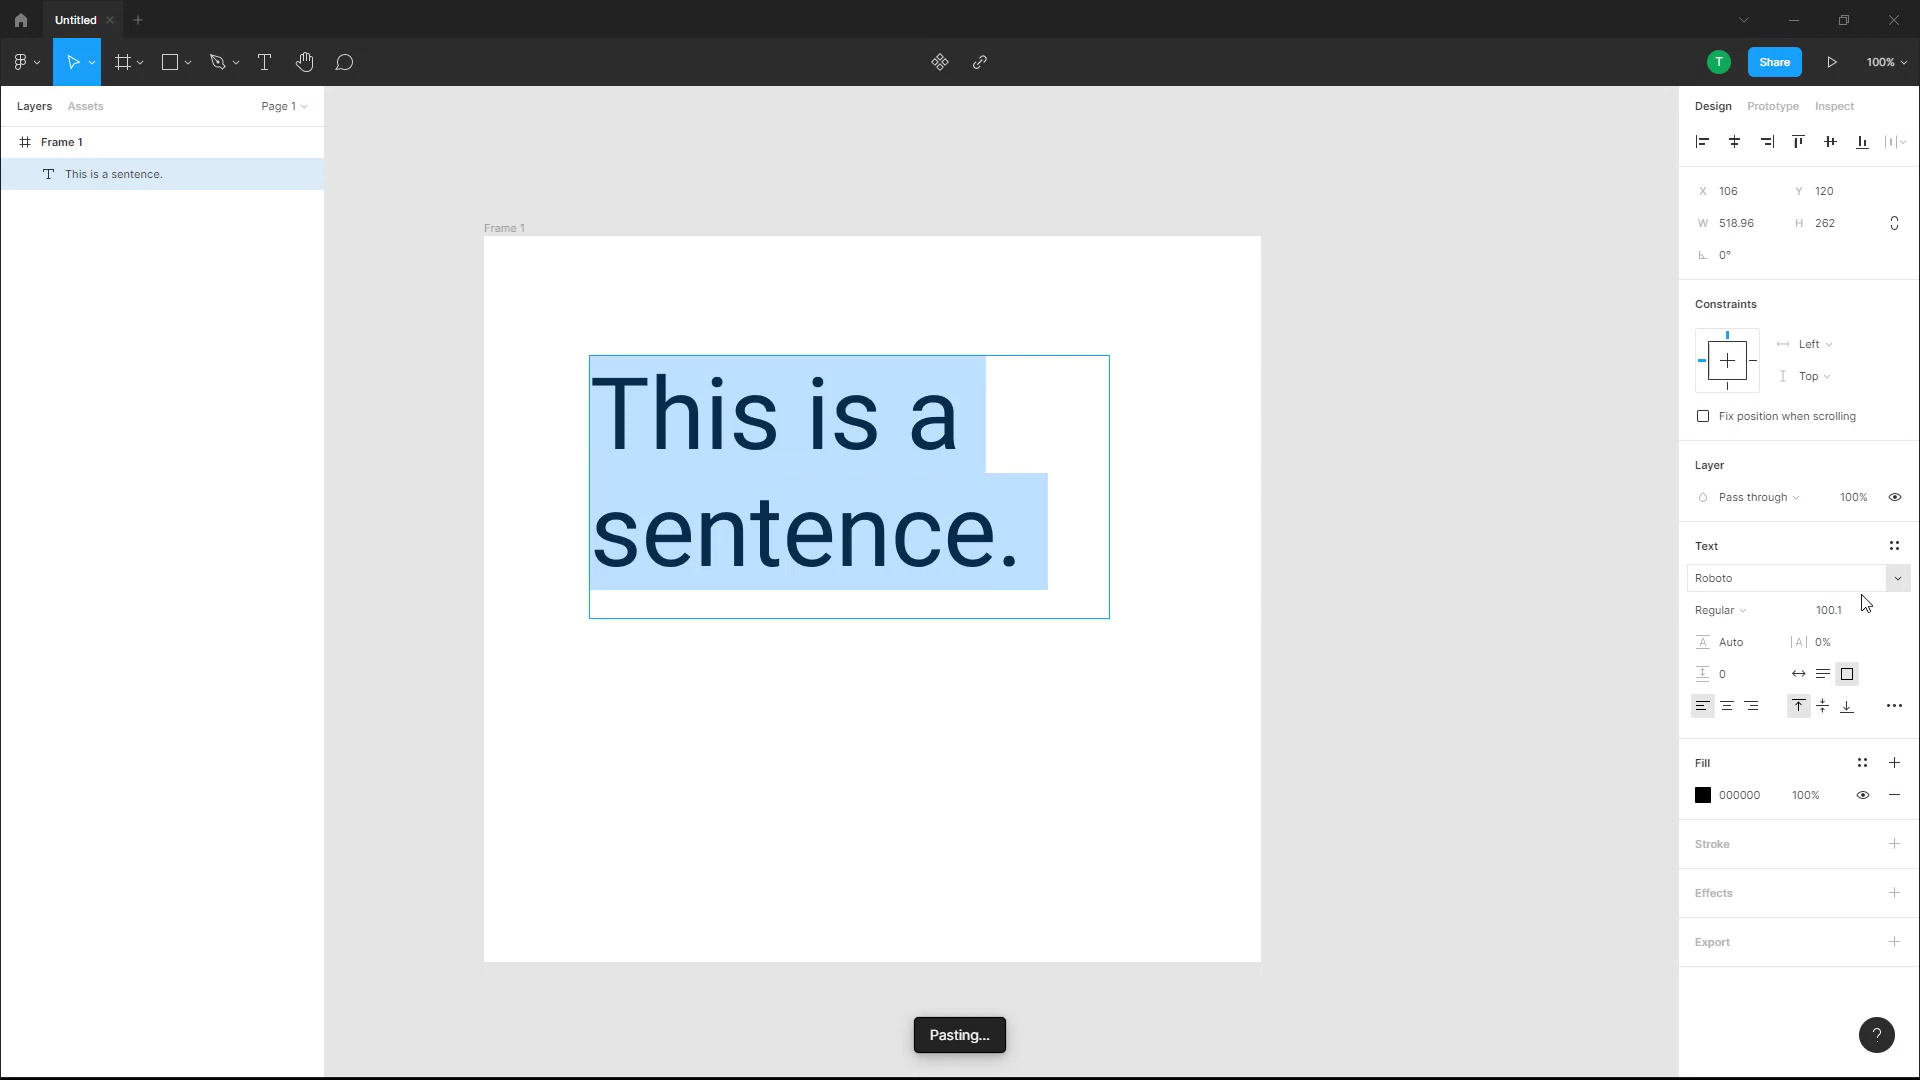 Untitled
Share
100%
T
Layers
Assets
Page 1
Frame 1
This is a sentence.
Frame 1
This is a
sentence.
Pasting...
Design
Prototype
Inspect
X 106
Y 120
W 518.96
H 262
0°
Constraints
Left
Top
Fix position when scrolling
Layer
Pass through
100%
Text
Roboto
Regular
100.1
A Auto
|A| 0%
0
Fill
000000
100%
Stroke
Effects
Export
?